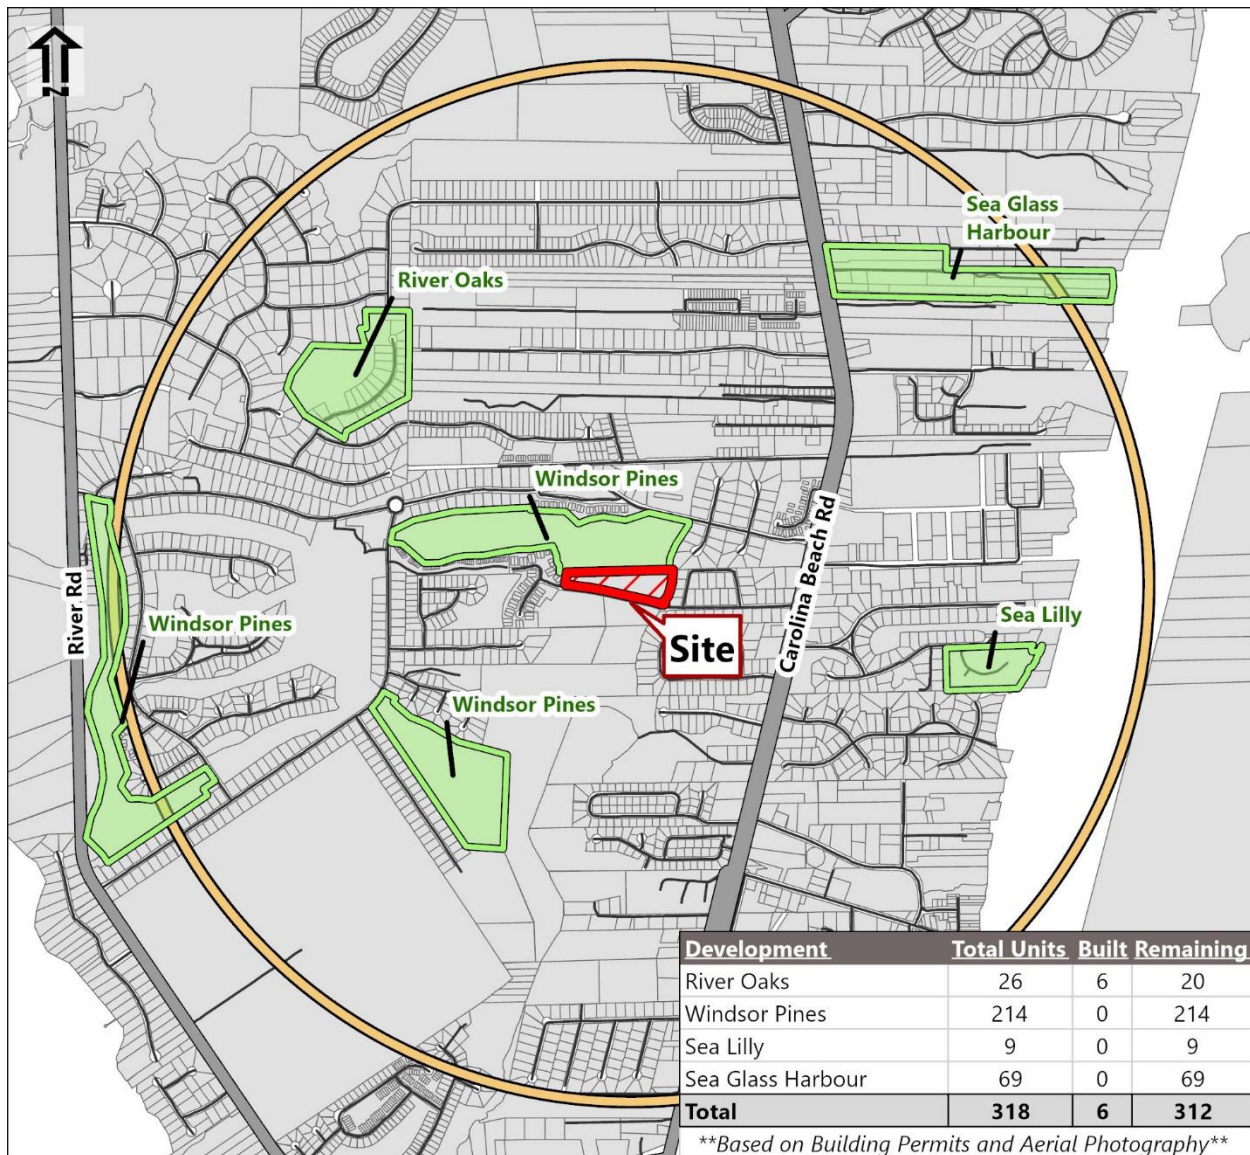 N
Sea Glass
Harbour
River Oaks
Windsor Pines
Carolina Beach Rd
River Rd
Windsor Pines
Sea Lilly
Site
Windsor Pines
Development Total Units Built Remaining
River Oaks 26 6 20
Windsor Pines 214 0 214
Sea Lilly 9 0 9
Sea Glass Harbour 69 0 69
Total 318 6 312
**Based on Building Permits and Aerial Photography**